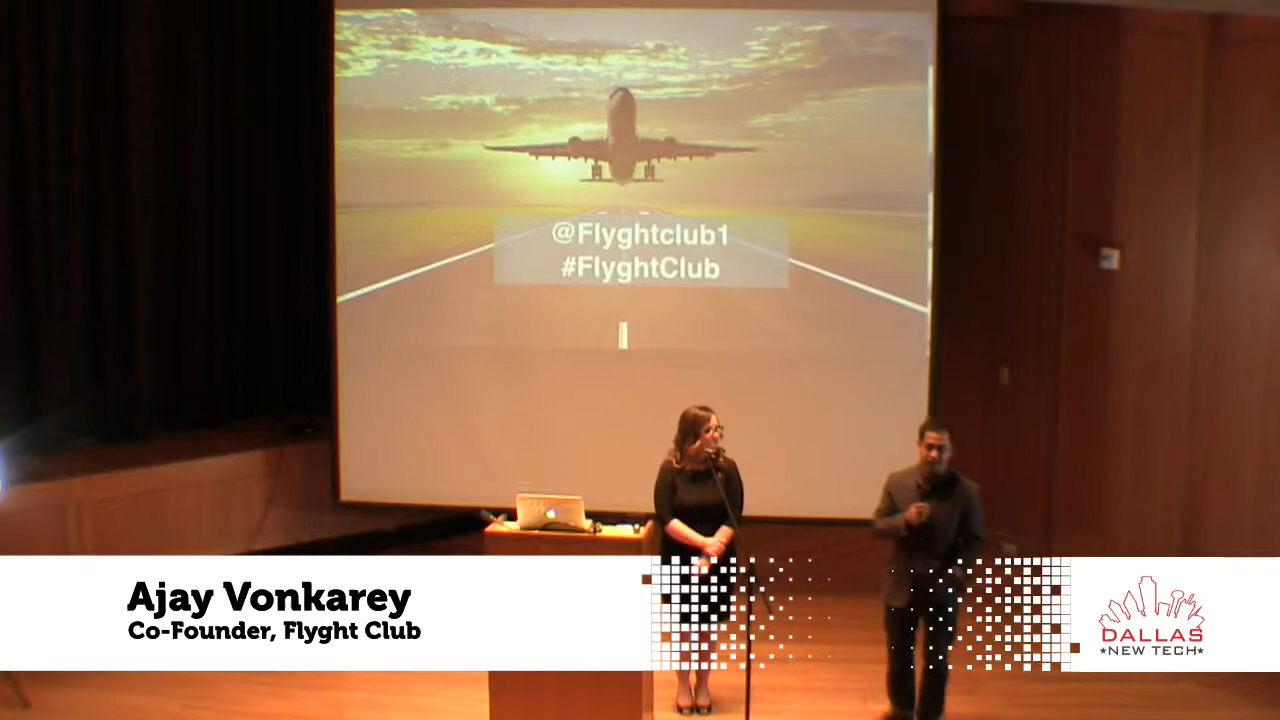 @Flyghtclub1
#FlyghtClub
Ajay Vonkarey
Co-Founder, Flyght Club
DALLAS
NEW TECH